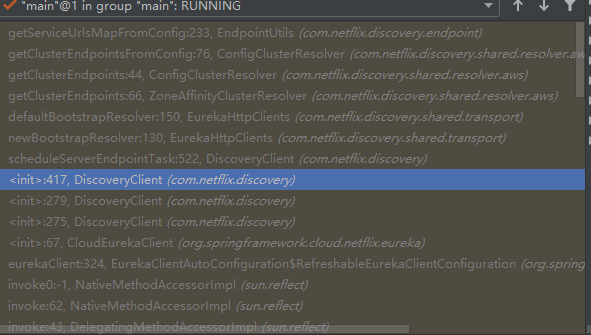 "main"@1 in group "main": RUNNING
getServiceUrlsMapFromConfig:233, EndpointUtils (com.netflix.discovery.endpoint)
getClusterEndpointsFromConfig:76, ConfigClusterResolver (com.netflix.discovery.shared.resolver.aw
getClusterEndpoints:44, ConfigClusterResolver (com.netflix.discovery.shared.resolver.aws)
getClusterEndpoints:66, ZoneAffinityClusterResolver (com.netflix.discovery.shared.resolver.aws)
defaultBootstrapResolver:150, EurekaHttpClients (com.netflix.discovery.shared.transport)
newBootstrapResolver:130, EurekaHttpClients (com.netflix.discovery.shared.transport)
scheduleServerEndpointTask:522, DiscoveryClient (com.netflix.discovery)
<init>:417, DiscoveryClient (com.netflix.discovery)
<init>:279, DiscoveryClient (com.netflix.discovery)
<init>:275, DiscoveryClient (com.netflix.discovery)
<init>:67, CloudEurekaClient (org.springframework.cloud.netflix.eureka)
eurekaClient:324, EurekaClientAutoConfiguration$RefreshableEurekaClientConfiguration (org.spring
invoke0:-1, NativeMethodAccessorImpl (sun.reflect)
invoke:62, NativeMethodAccessorImpl (sun.reflect)
invoke:43, DelegatingMethodAccessorImpl (sun.reflect)